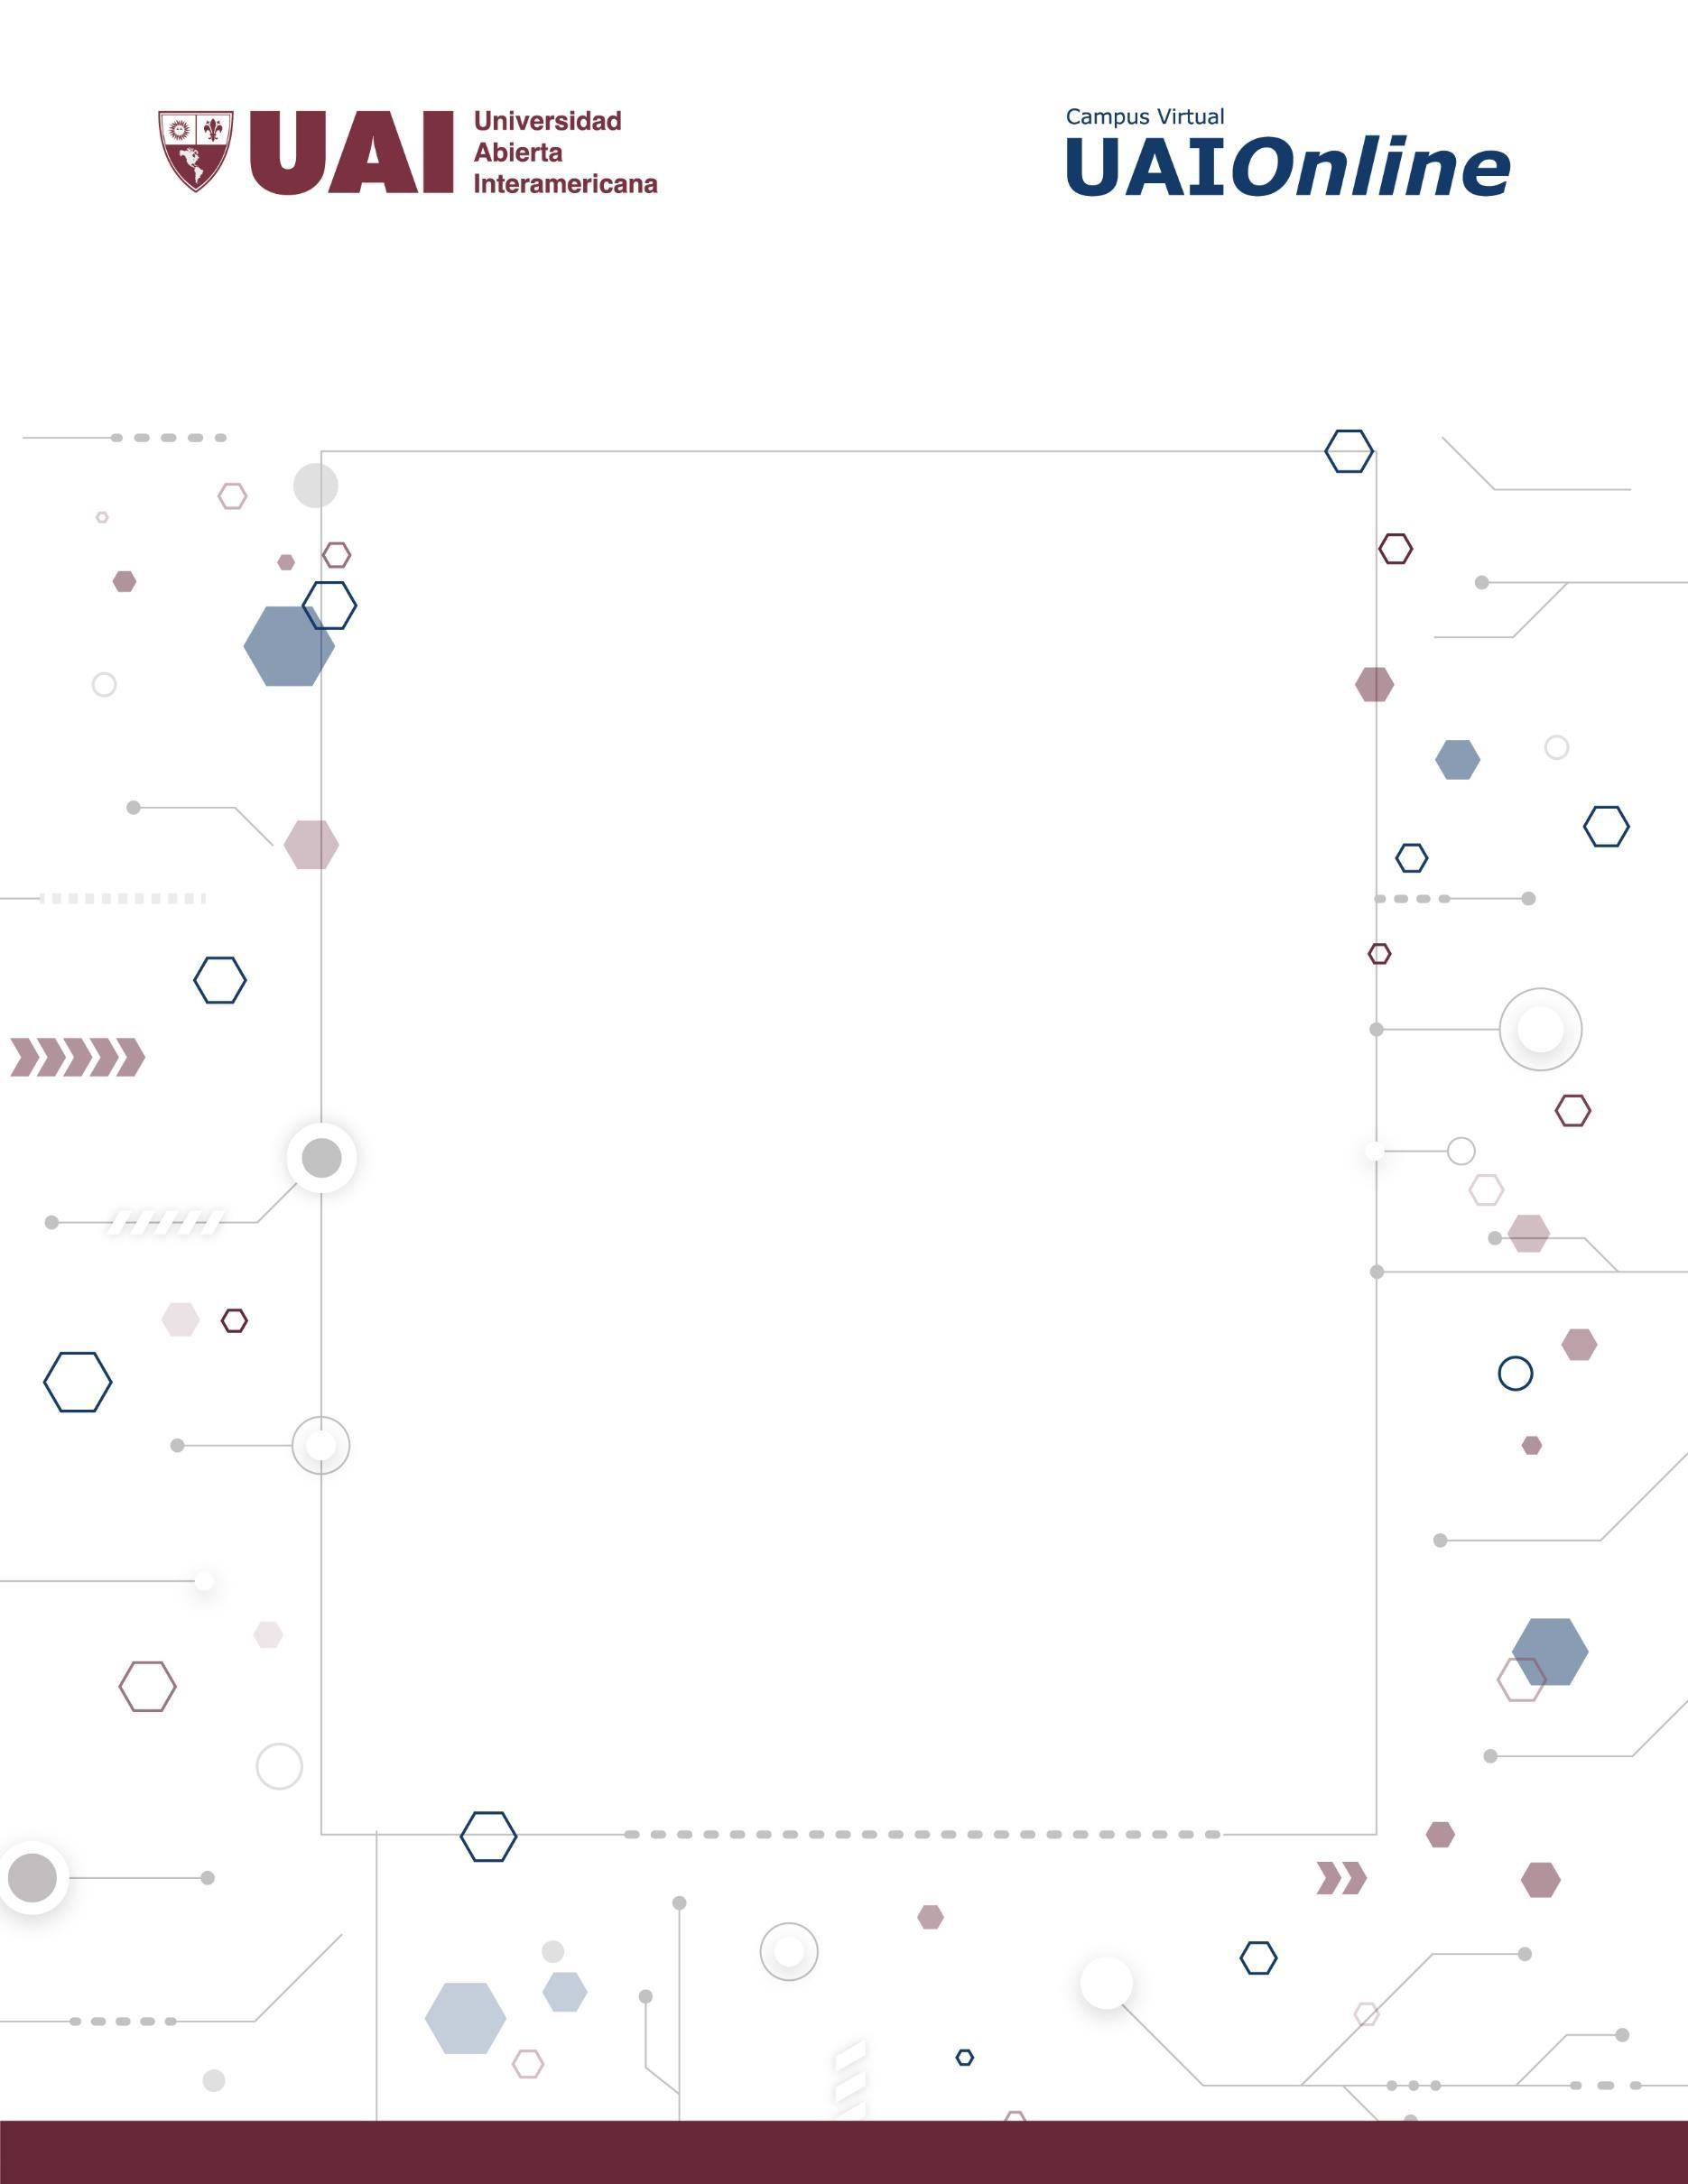 UAI
Universidad
Abierta
Interamericana
Campus Virtual
UAIOnline